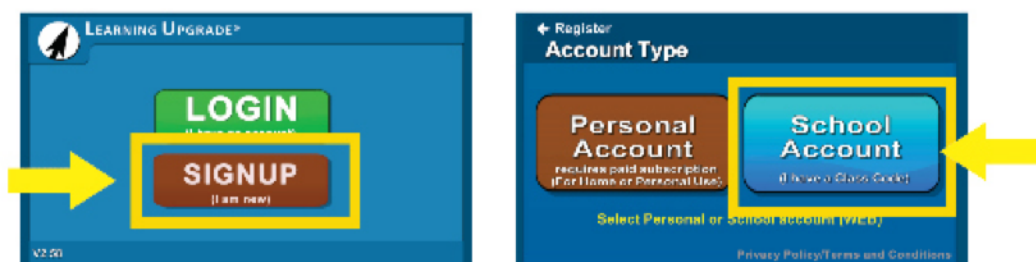 LEARNING UPGRADE
LOGIN
(I have an account)
SIGNUP
(I am new)
V2.50
← Register
Account Type
Personal
Account
requires paid subscription
(For Home or Personal Use)
School
Account
(I have a Class Code)
Select Personal or School account (WEB)
Privacy Policy/Terms and Conditions